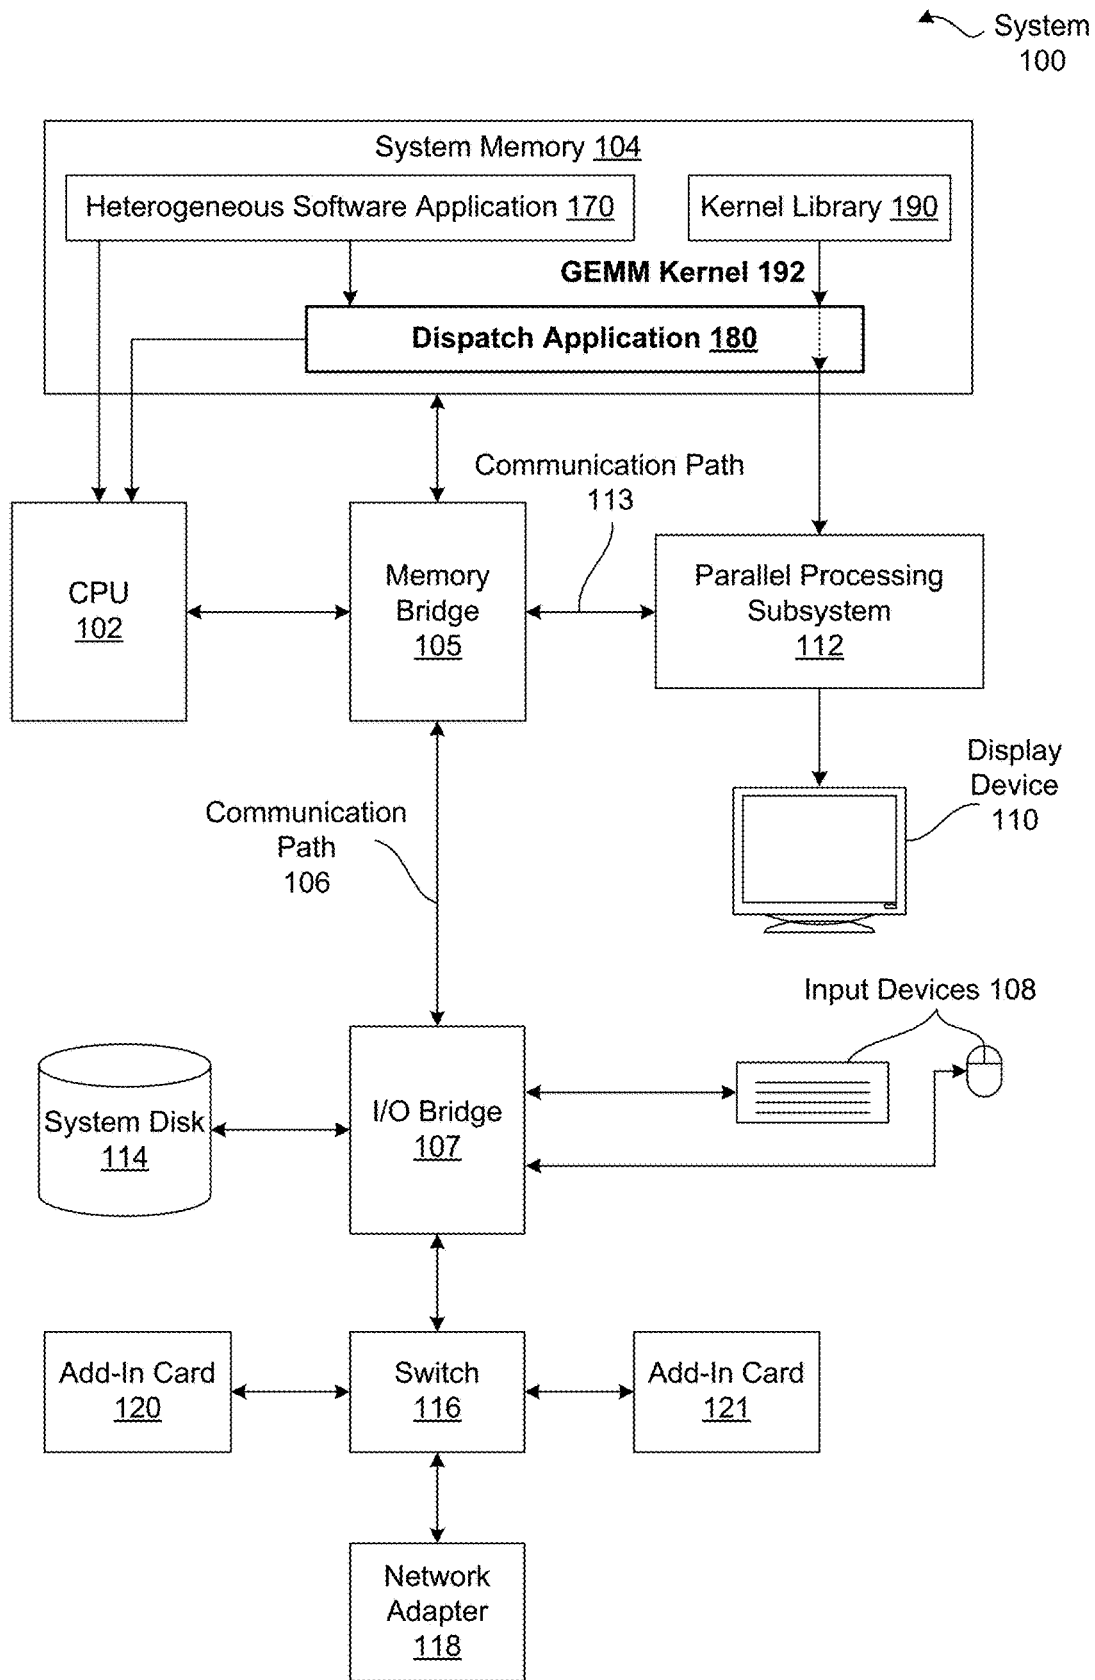 System
100
System Memory 104
Heterogeneous Software Application 170
Kernel Library 190
GEMM Kernel 192
Dispatch Application 180
Communication Path
113
CPU
102
Memory
Bridge
105
Parallel Processing
Subsystem
112
Display
Device
110
Communication
Path
106
Input Devices 108
System Disk
114
I/O Bridge
107
Add-In Card
120
Switch
116
Add-In Card
121
Network
Adapter
118